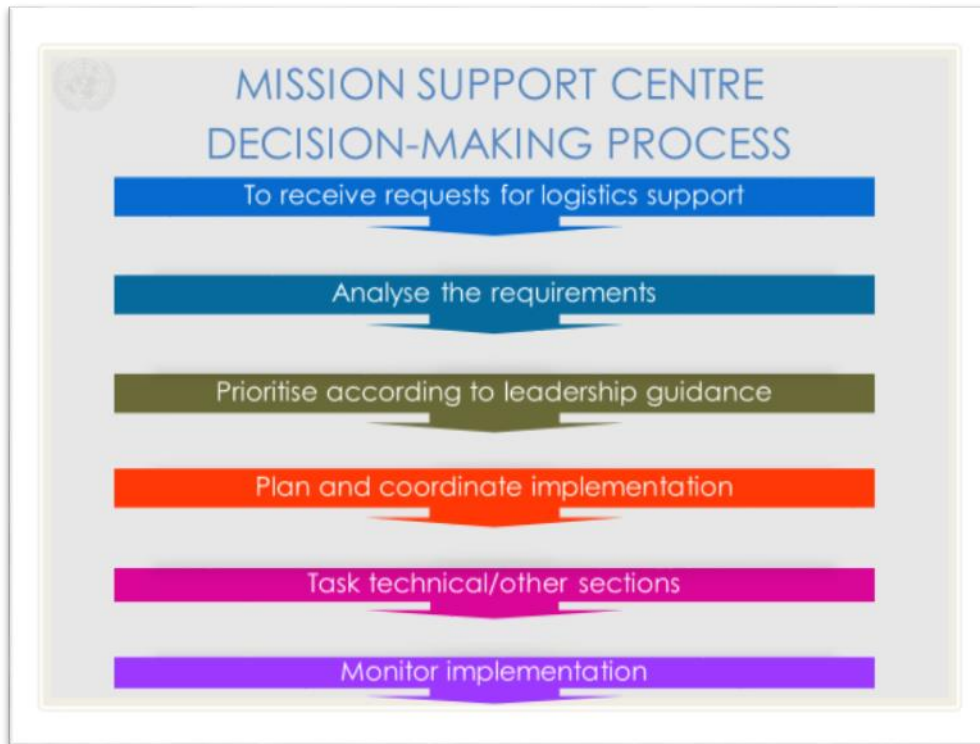 MISSION SUPPORT CENTRE
DECISION-MAKING PROCESS
To receive requests for logistics support
Analyse the requirements
Prioritise according to leadership guidance
Plan and coordinate implementation
Task technical/other sections
Monitor implementation